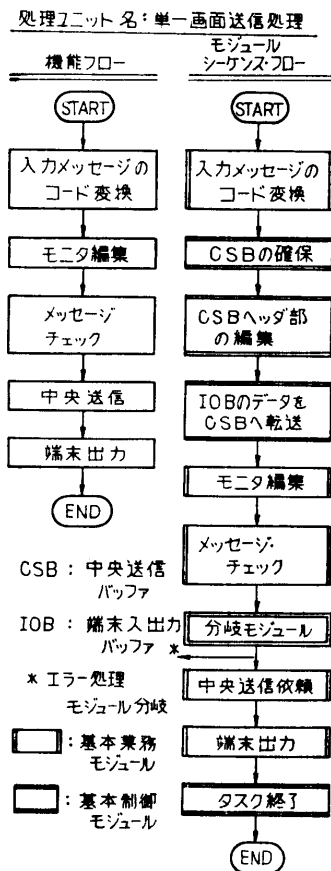 処理ユニット名:単一画面送信処理
機能フロー
モジュール
シーケンス・フロー
START
入力メッセージの
コード変換
モニタ編集
メッセージ
チェック
中央送信
端末出力
END
START
入力メッセージの
コード変換
CSBの確保
CSBヘッダ部
の編集
IOBのデータを
CSBへ転送
モニタ編集
メッセージ・
チェック
分岐モジュール
*
中央送信依頼
端末出力
タスク終了
END
CSB : 中央送信
バッファ
IOB : 端末入出力
バッファ
* エラー処理
モジュール分岐
:基本業務
モジュール
:基本制御
モジュール